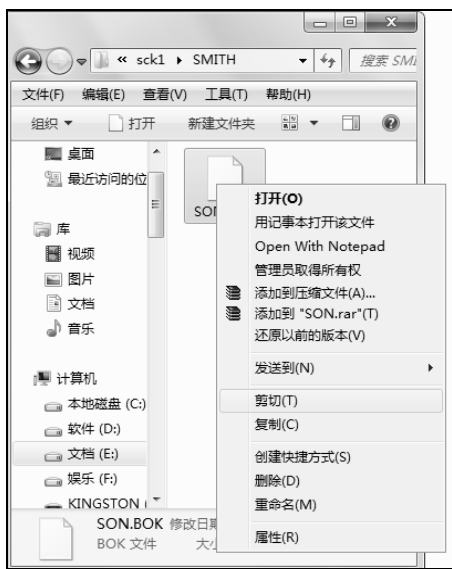 « sck1 ▸ SMITH
搜索 SMI
文件(F) 编辑(E) 查看(V) 工具(T) 帮助(H)
组织 打开 新建文件夹
桌面
最近访问的位
库
视频
图片
文档
音乐
计算机
本地磁盘 (C:)
软件 (D:)
文档 (E:)
娱乐 (F:)
KINGSTON (
SO
打开(O)
用记事本打开该文件
Open With Notepad
管理员取得所有权
添加到压缩文件(A)...
添加到 "SON.rar"(T)
还原以前的版本(V)
发送到(N)
剪切(T)
复制(C)
创建快捷方式(S)
删除(D)
重命名(M)
属性(R)
SON.BOK 修改日期
BOK 文件 大小